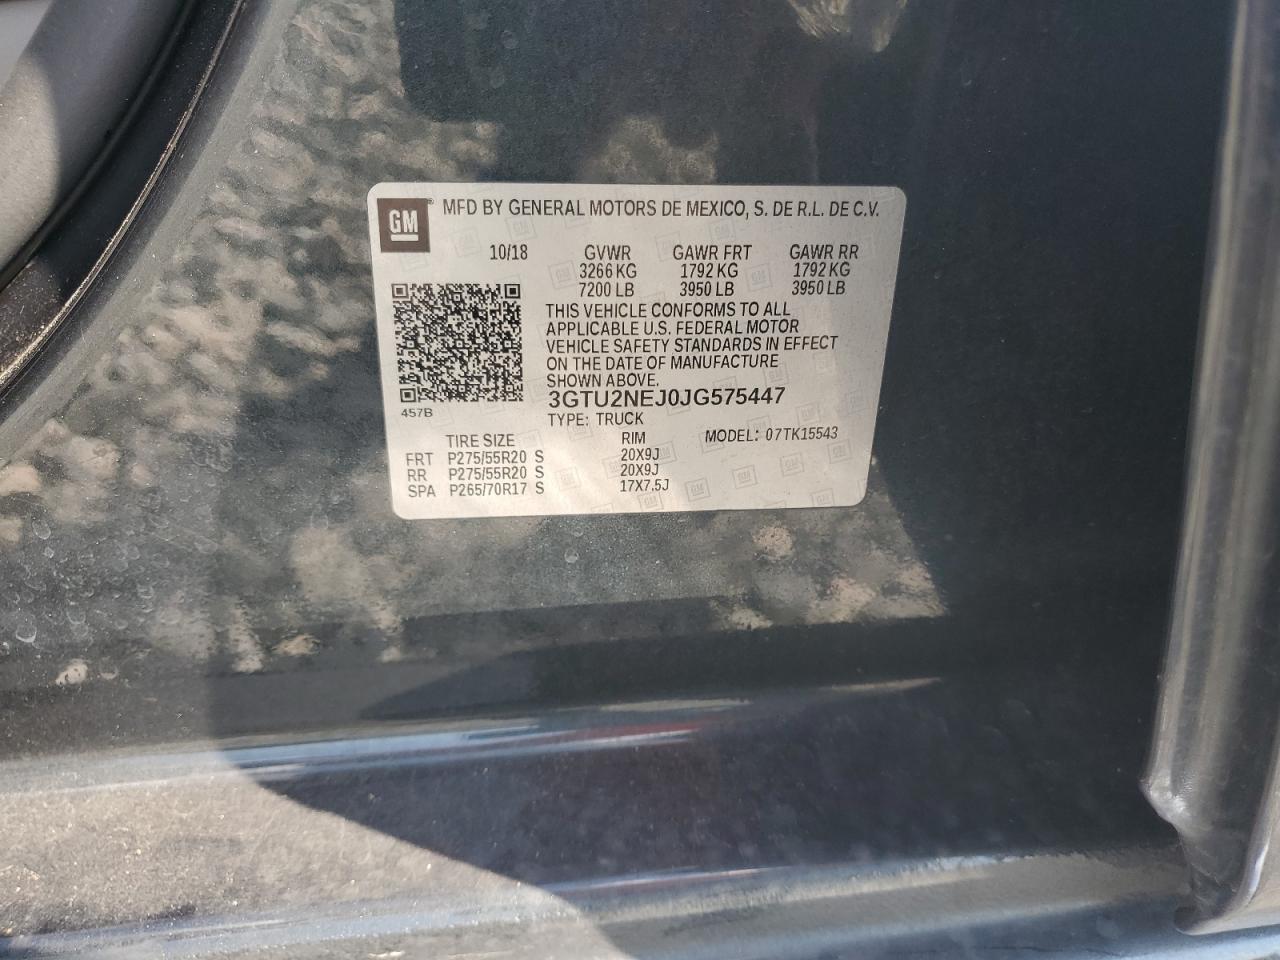 GM ® MFD BY GENERAL MOTORS DE MEXICO, S. DE R.L. DE C.V.
10/18 GVWR GAWR FRT GAWR RR
3266 KG 1792 KG 1792 KG
7200 LB 3950 LB 3950 LB
THIS VEHICLE CONFORMS TO ALL
APPLICABLE U.S. FEDERAL MOTOR
VEHICLE SAFETY STANDARDS IN EFFECT
ON THE DATE OF MANUFACTURE
SHOWN ABOVE.
3GTU2NEJ0JG575447
457B
TYPE: TRUCK
MODEL: 07TK15543
TIRE SIZE RIM
FRT P275/55R20 S 20X9J
RR P275/55R20 S 20X9J
SPA P265/70R17 S 17X7.5J